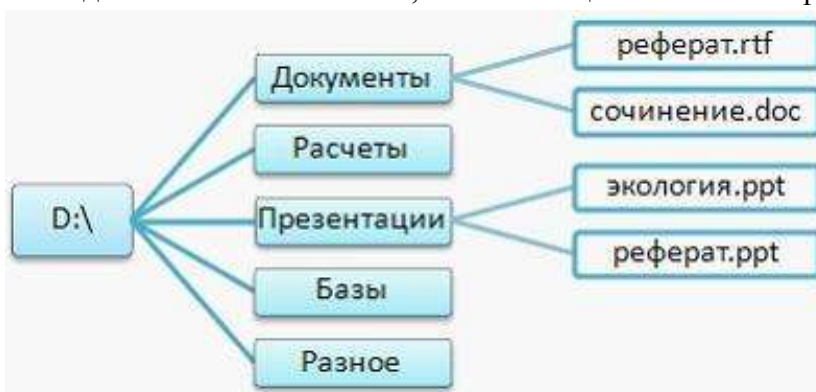 D:\
Документы
Расчеты
Презентации
Базы
Разное
реферат.rtf
сочинение.doc
экология.ppt
реферат.ppt